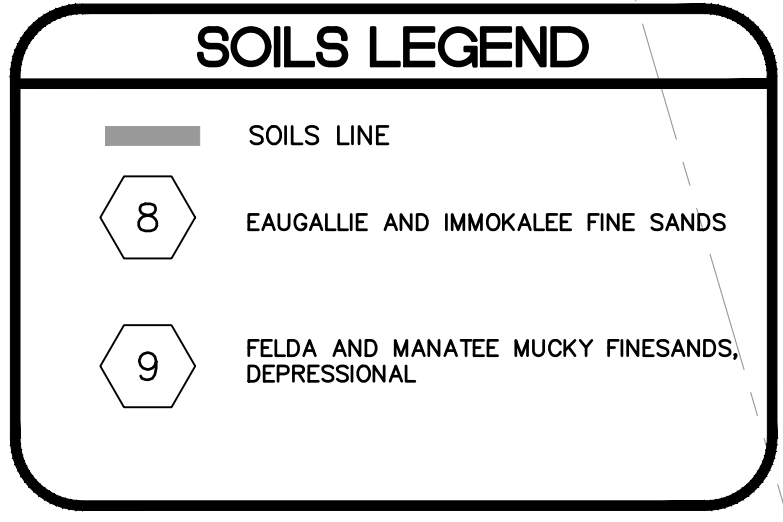 SOILS LEGEND
SOILS LINE
8 EAUGALLIE AND IMMOKALEE FINE SANDS
9 FELDA AND MANATEE MUCKY FINESANDS,
DEPRESSIONAL